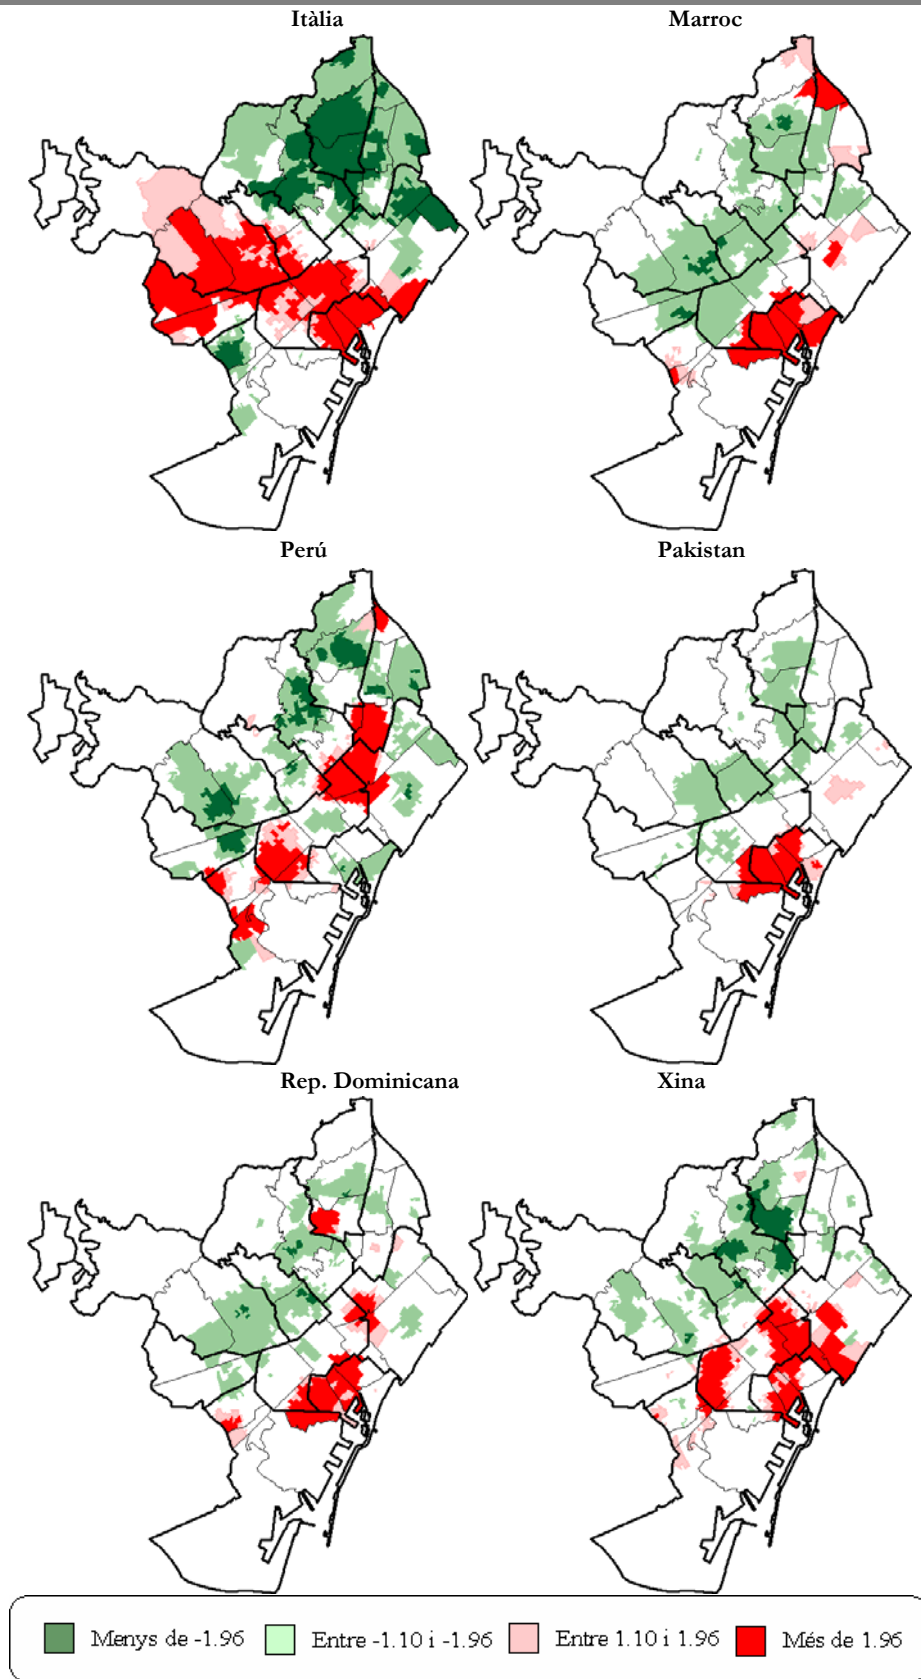 Itàlia
Marroc
Perú
Pakistan
Rep. Dominicana
Xina
Menys de -1.96
Entre -1.10 i -1.96
Entre 1.10 i 1.96
Més de 1.96